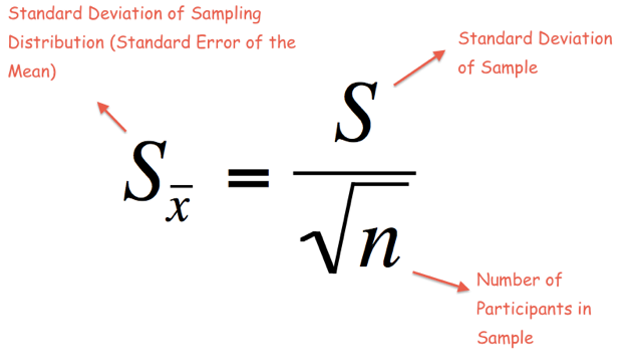 Standard Deviation of Sampling
Distribution (Standard Error of the
Mean)
Standard Deviation
of Sample
S
S_x̅ =
√n
Number of
Participants in
Sample